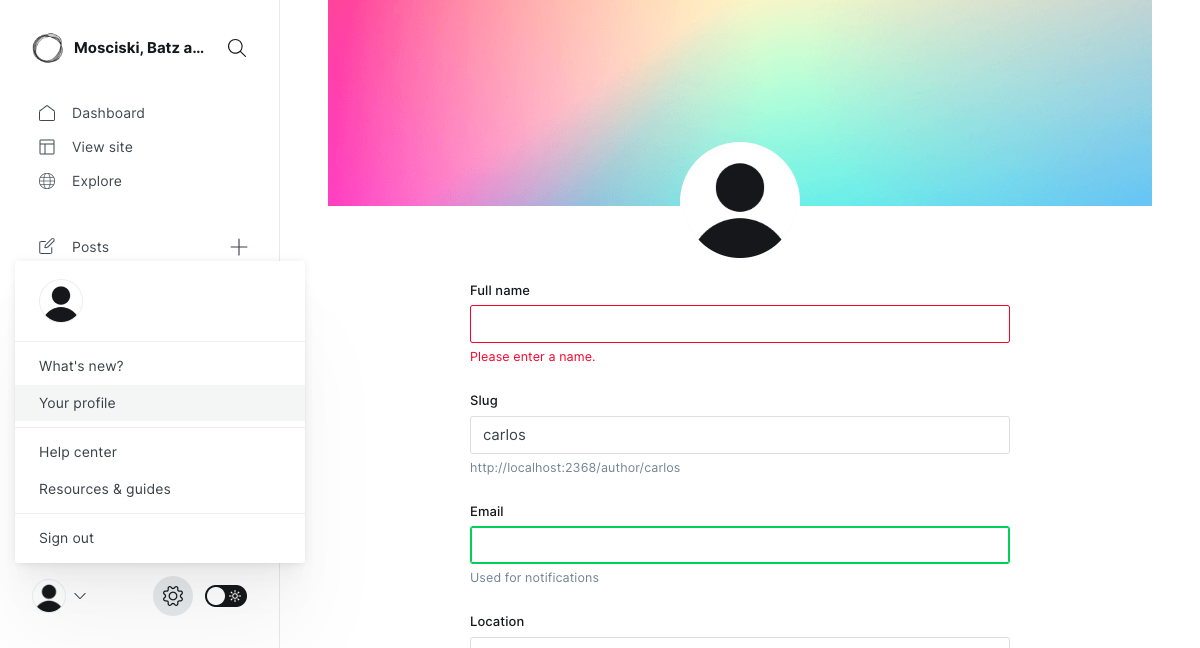 Mosciski, Batz a...
Dashboard
View site
Explore
Posts
What's new?
Your profile
Help center
Resources & guides
Sign out
Full name
Please enter a name.
Slug
carlos
http://localhost:2368/author/carlos
Email
Used for notifications
Location